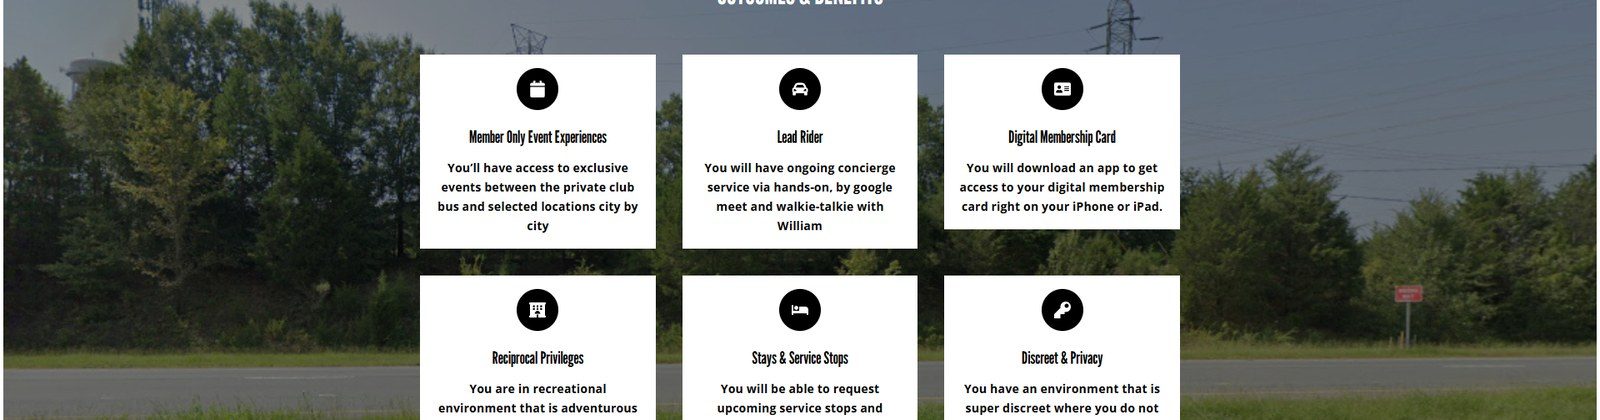 OUTCOMES & BENEFITS
Member Only Event Experiences
You'll have access to exclusive
events between the private club
bus and selected locations city by
city
Lead Rider
You will have ongoing concierge
service via hands-on, by google
meet and walkie-talkie with
William
Digital Membership Card
You will download an app to get
access to your digital membership
card right on your iPhone or iPad.
Reciprocal Privileges
You are in recreational
environment that is adventurous
Stays & Service Stops
You will be able to request
upcoming service stops and
Discreet & Privacy
You have an environment that is
super discreet where you do not